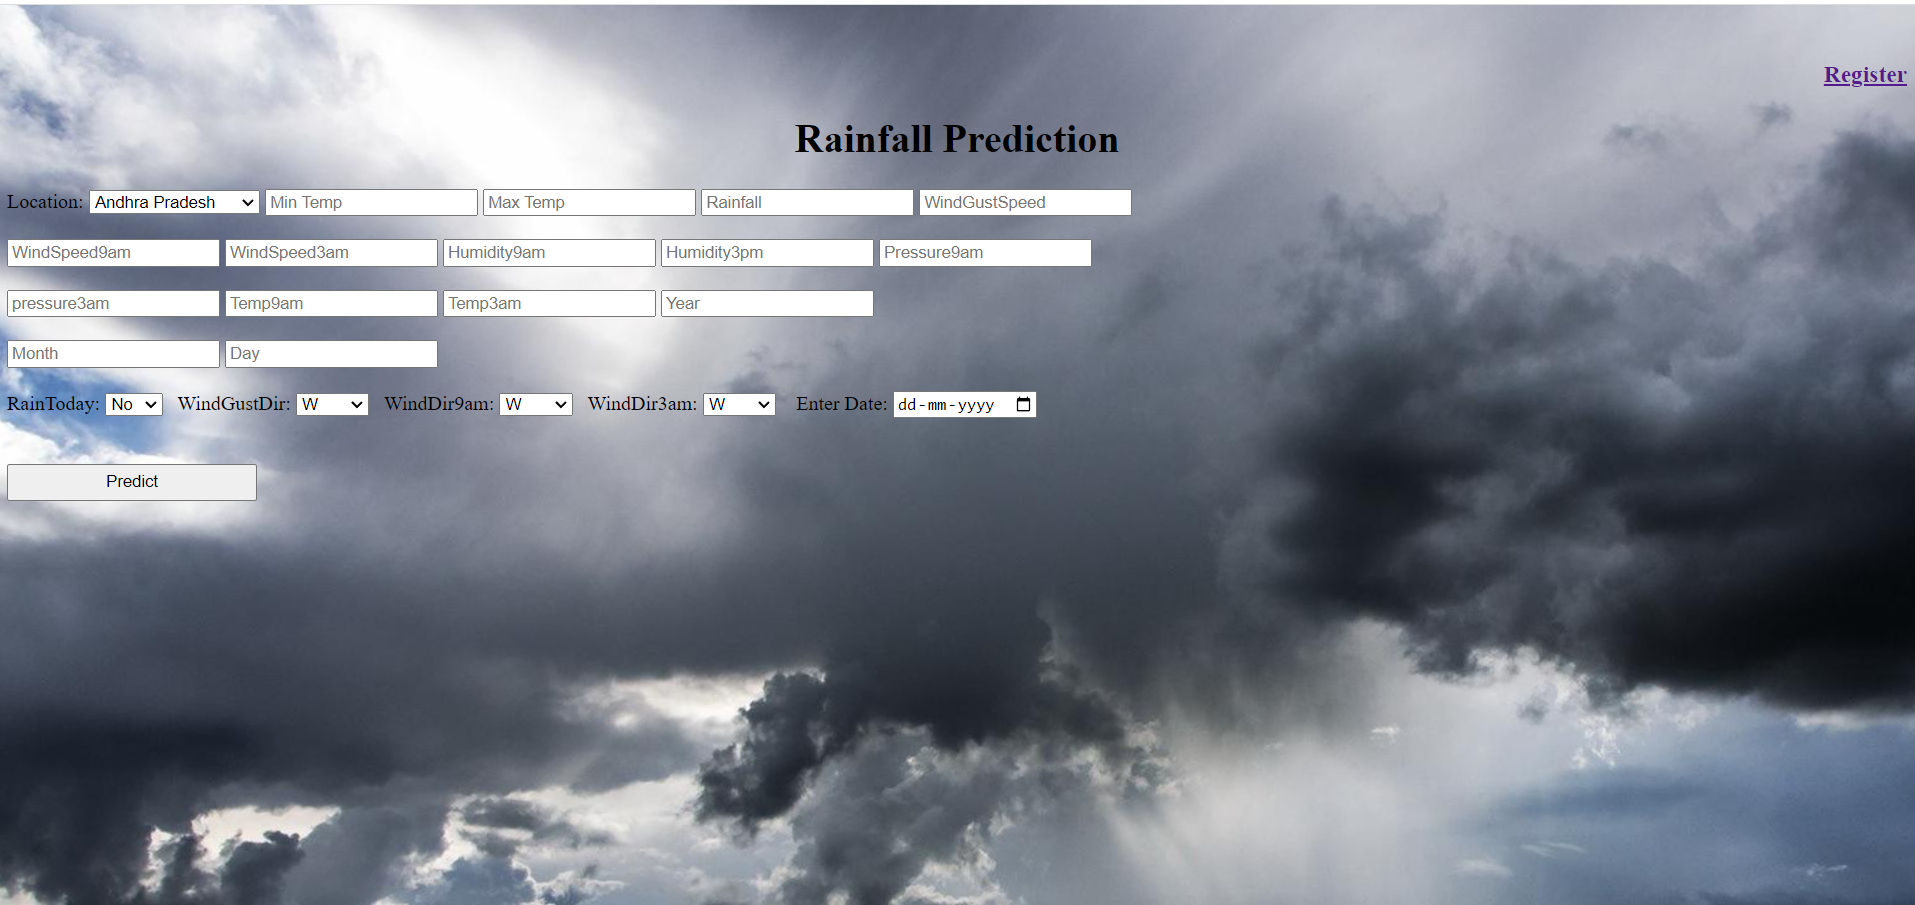 Register
Rainfall Prediction
Location: Andhra Pradesh Min Temp Max Temp Rainfall WindGustSpeed
WindSpeed9am WindSpeed3am Humidity9am Humidity3pm Pressure9am
pressure3am Temp9am Temp3am Year
Month Day
RainToday: No WindGustDir: W WindDir9am: W WindDir3am: W Enter Date: dd-mm-yyyy
Predict